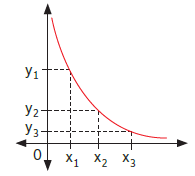 y₁
y₂
y₃
0 x₁ x₂ x₃